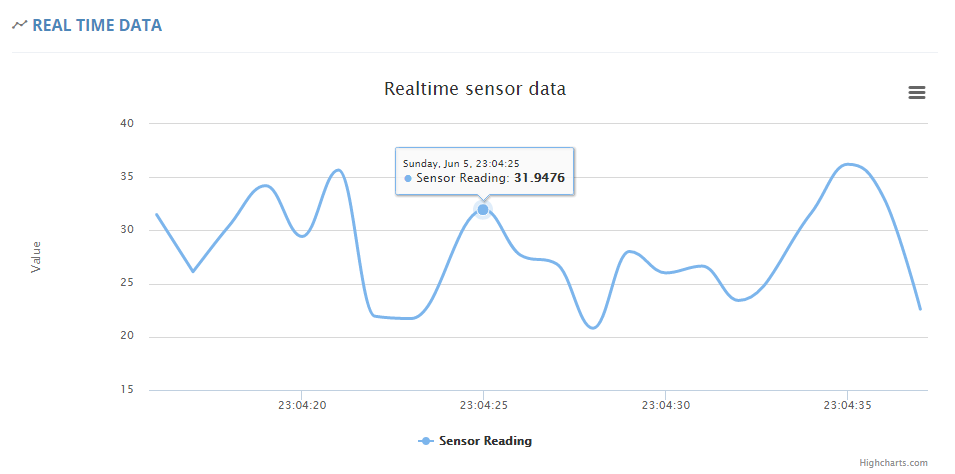 REAL TIME DATA
Realtime sensor data
40
35
30
25
20
15
Value
Sunday, Jun 5, 23:04:25
Sensor Reading: 31.9476
23:04:20 23:04:25 23:04:30 23:04:35
Sensor Reading
Highcharts.com